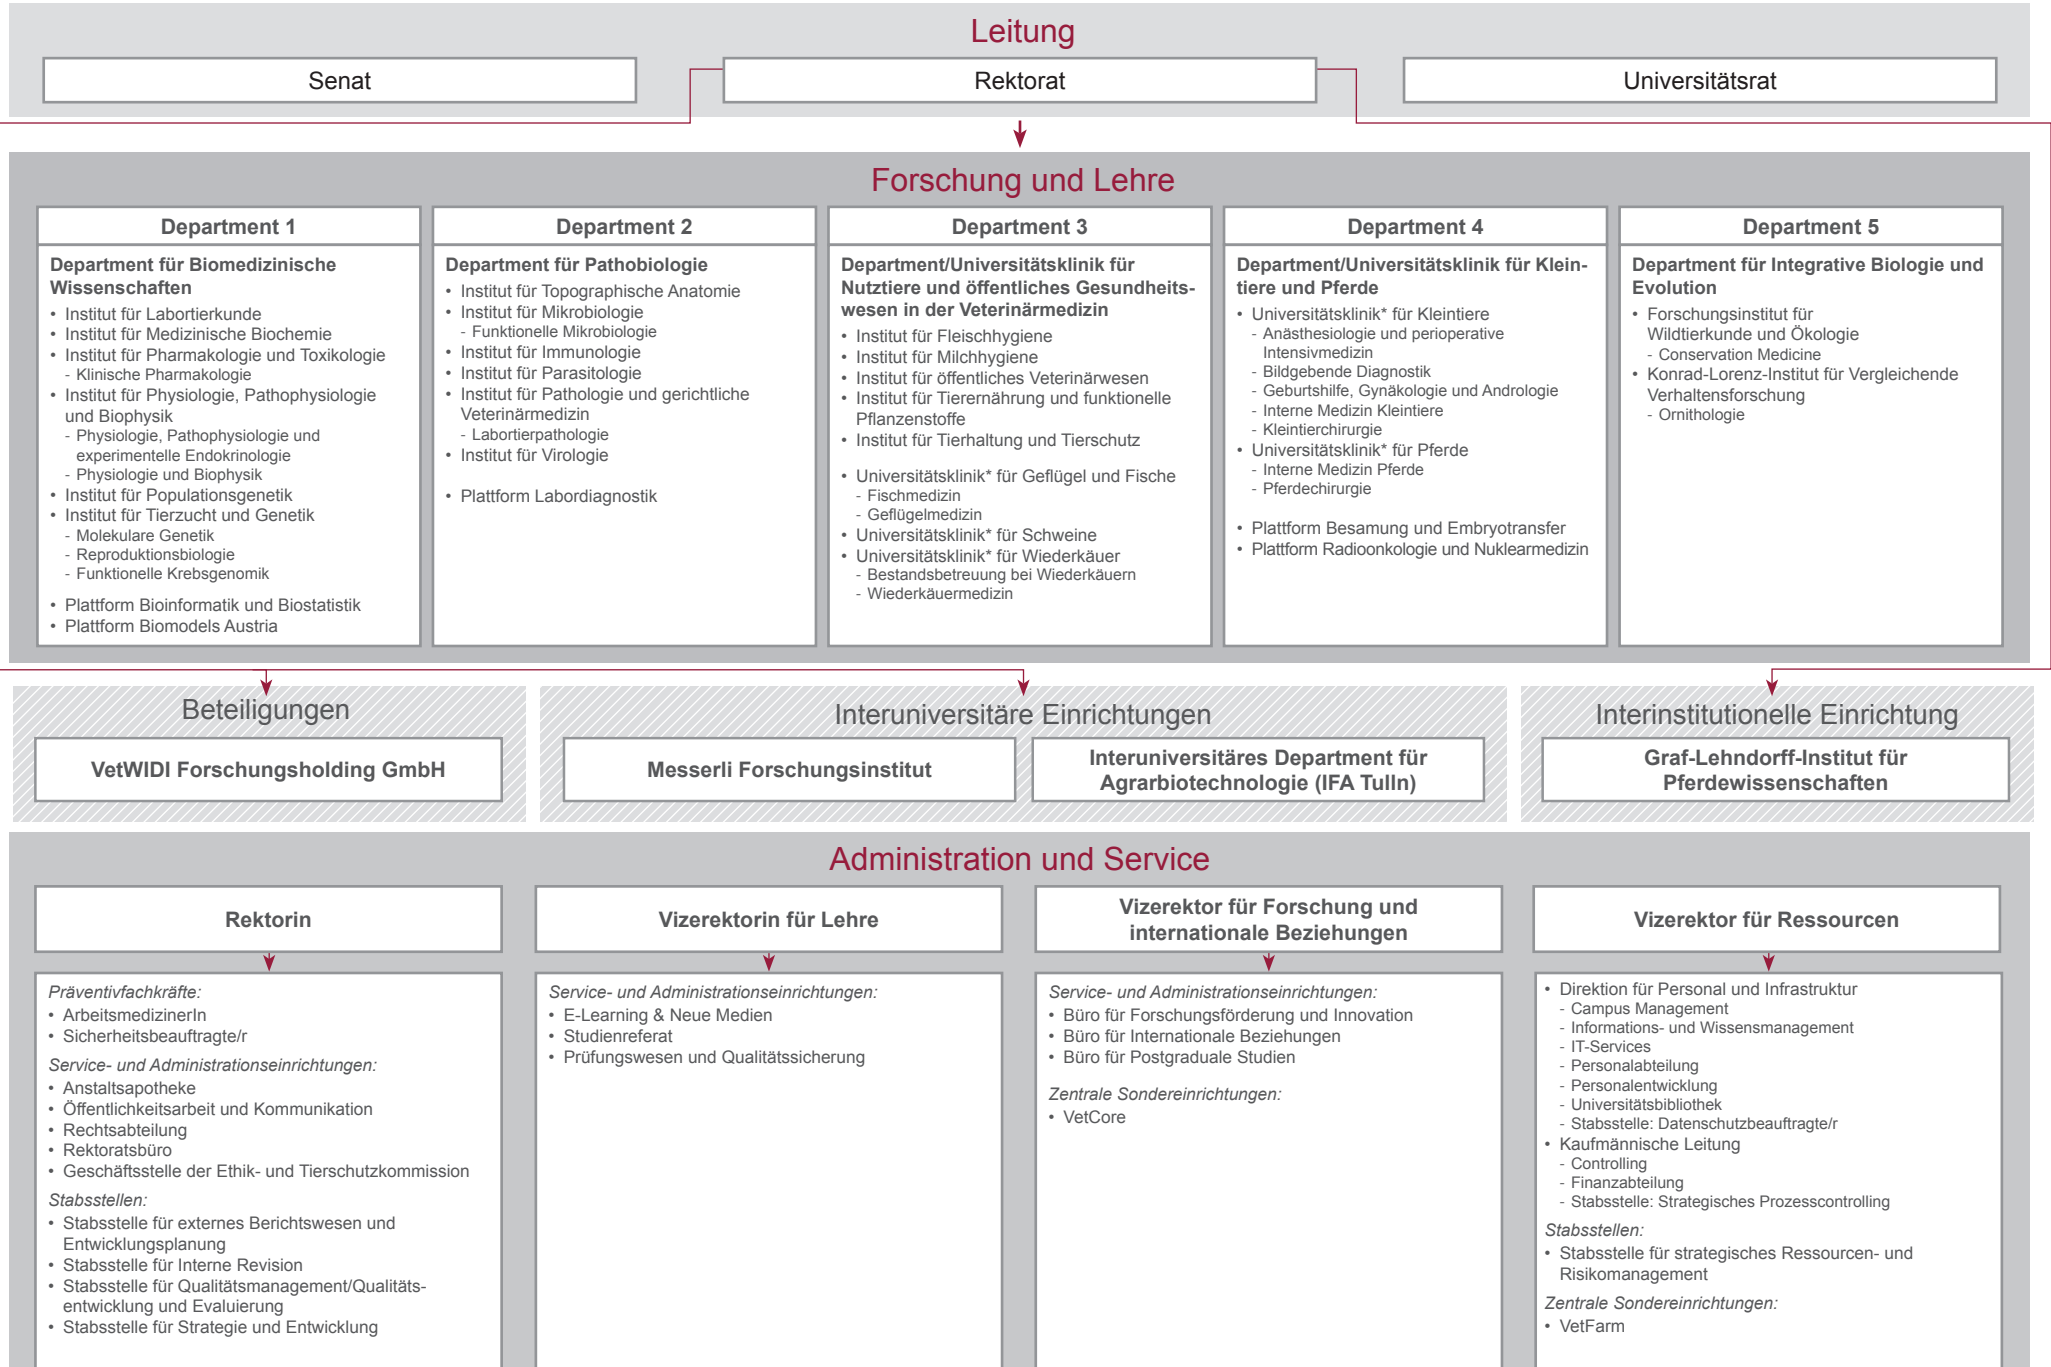 Leitung
Senat
Rektorat
Universitätsrat
Forschung und Lehre
Department 1
Department für Biomedizinische
Wissenschaften
• Institut für Labortierkunde
• Institut für Medizinische Biochemie
• Institut für Pharmakologie und Toxikologie
- Klinische Pharmakologie
• Institut für Physiologie, Pathophysiologie
und Biophysik
- Physiologie, Pathophysiologie und
experimentelle Endokrinologie
- Physiologie und Biophysik
• Institut für Populationsgenetik
• Institut für Tierzucht und Genetik
- Molekulare Genetik
- Reproduktionsbiologie
- Funktionelle Krebsgenomik
• Plattform Bioinformatik und Biostatistik
• Plattform Biomodels Austria
Department 2
Department für Pathobiologie
• Institut für Topographische Anatomie
• Institut für Mikrobiologie
- Funktionelle Mikrobiologie
• Institut für Immunologie
• Institut für Parasitologie
• Institut für Pathologie und gerichtliche
Veterinärmedizin
- Labortierpathologie
• Institut für Virologie
• Plattform Labordiagnostik
Department 3
Department/Universitätsklinik für
Nutztiere und öffentliches Gesundheits-
wesen in der Veterinärmedizin
• Institut für Fleischhygiene
• Institut für Milchhygiene
• Institut für öffentliches Veterinärwesen
• Institut für Tierernährung und funktionelle
Pflanzenstoffe
• Institut für Tierhaltung und Tierschutz
• Universitätsklinik* für Geflügel und Fische
- Fischmedizin
- Geflügelmedizin
• Universitätsklinik* für Schweine
• Universitätsklinik* für Wiederkäuer
- Bestandsbetreuung bei Wiederkäuern
- Wiederkäuermedizin
Department 4
Department/Universitätsklinik für Klein-
tiere und Pferde
• Universitätsklinik* für Kleintiere
- Anästhesiologie und perioperative
Intensivmedizin
- Bildgebende Diagnostik
- Geburtshilfe, Gynäkologie und Andrologie
- Interne Medizin Kleintiere
- Kleintierchirurgie
• Universitätsklinik* für Pferde
- Interne Medizin Pferde
- Pferdechirurgie
• Plattform Besamung und Embryotransfer
• Plattform Radioonkologie und Nuklearmedizin
Department 5
Department für Integrative Biologie und
Evolution
• Forschungsinstitut für
Wildtierkunde und Ökologie
- Conservation Medicine
• Konrad-Lorenz-Institut für Vergleichende
Verhaltensforschung
- Ornithologie
Beteiligungen
VetWIDI Forschungsholding GmbH
Interuniversitäre Einrichtungen
Messerli Forschungsinstitut
Interuniversitäres Department für
Agrarbiotechnologie (IFA Tulln)
Interinstitutionelle Einrichtung
Graf-Lehndorff-Institut für
Pferdewissenschaften
Administration und Service
Rektorin
Präventivfachkräfte:
• ArbeitsmedizinerIn
• Sicherheitsbeauftragte/r
Service- und Administrationseinrichtungen:
• Anstaltsapotheke
• Öffentlichkeitsarbeit und Kommunikation
• Rechtsabteilung
• Rektoratsbüro
• Geschäftsstelle der Ethik- und Tierschutzkommission
Stabsstellen:
• Stabsstelle für externes Berichtswesen und
Entwicklungsplanung
• Stabsstelle für Interne Revision
• Stabsstelle für Qualitätsmanagement/Qualitäts-
entwicklung und Evaluierung
• Stabsstelle für Strategie und Entwicklung
Vizerektorin für Lehre
Service- und Administrationseinrichtungen:
• E-Learning & Neue Medien
• Studienreferat
• Prüfungswesen und Qualitätssicherung
Vizerektor für Forschung und
internationale Beziehungen
Service- und Administrationseinrichtungen:
• Büro für Forschungsförderung und Innovation
• Büro für Internationale Beziehungen
• Büro für Postgraduale Studien
Zentrale Sondereinrichtungen:
• VetCore
Vizerektor für Ressourcen
• Direktion für Personal und Infrastruktur
- Campus Management
- Informations- und Wissensmanagement
- IT-Services
- Personalabteilung
- Personalentwicklung
- Universitätsbibliothek
- Stabsstelle: Datenschutzbeauftragte/r
• Kaufmännische Leitung
- Controlling
- Finanzabteilung
- Stabsstelle: Strategisches Prozesscontrolling
Stabsstellen:
• Stabsstelle für strategisches Ressourcen- und
Risikomanagement
Zentrale Sondereinrichtungen:
• VetFarm